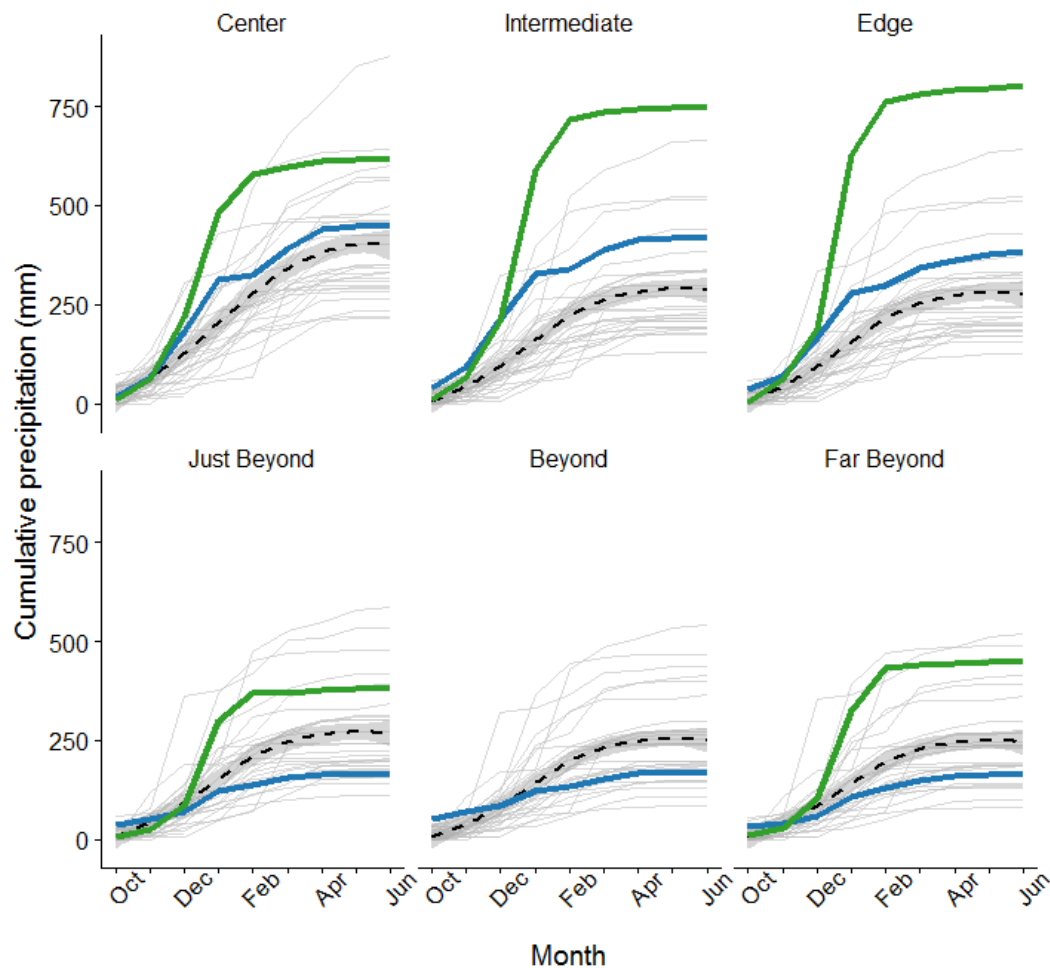 Center Intermediate Edge
750
500
250
0
Just Beyond Beyond Far Beyond
750
500
250
0
Cumulative precipitation (mm)
Oct Dec Feb Apr Jun Oct Dec Feb Apr Jun Oct Dec Feb Apr Jun
Month